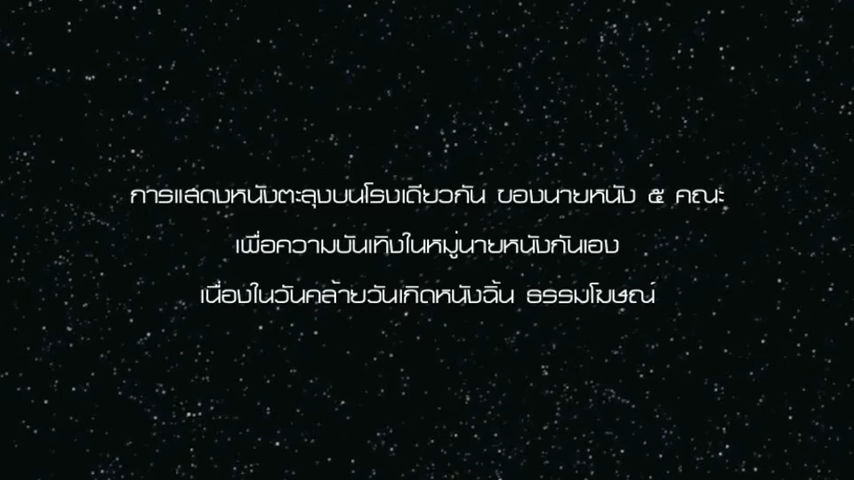 การแสดงหนังตะลุงบนโรงเดียวกัน ของนายหนัง ๕ คณะ
เพื่อความบันเทิงในหมู่นายหนังกันเอง
เนื่องในวันคล้ายวันเกิดหนังฉิ้น ธรรมโฆษณ์